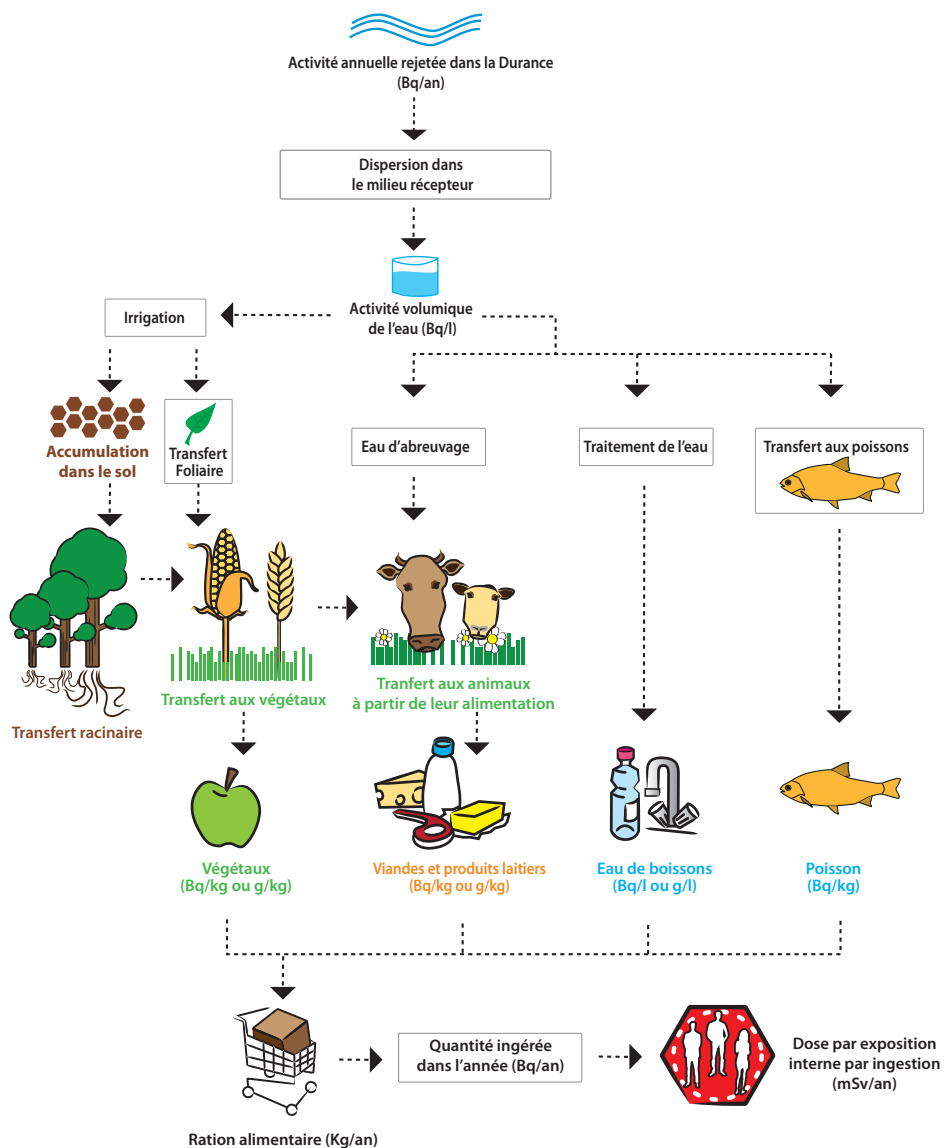 Activité annuelle rejetée dans la Durance
(Bq/an)
Dispersion dans
le milieu récepteur
Activité volumique
de l'eau (Bq/l)
Irrigation
Accumulation
dans le sol
Transfert
Foliaire
Eau d'abreuvage
Traitement de l'eau
Transfert aux poissons
Transfert racinaire
Transfert aux végétaux
Tranfert aux animaux
à partir de leur alimentation
Végétaux
(Bq/kg ou g/kg)
Viandes et produits laitiers
(Bq/kg ou g/kg)
Eau de boissons
(Bq/l ou g/l)
Poisson
(Bq/kg)
Ration alimentaire (Kg/an)
Quantité ingérée
dans l'année (Bq/an)
Dose par exposition
interne par ingestion
(mSv/an)